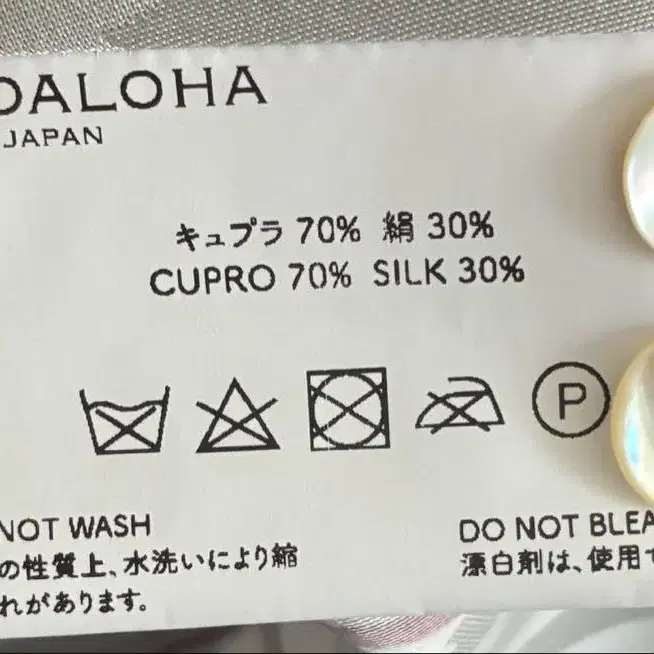 DALOHA
JAPAN
キュプラ 70% 絹 30%
CUPRO 70% SILK 30%
P
NOT WASH
の性質上、水洗いにより縮
れがあります。
DO NOT BLEA
漂白剤は、使用